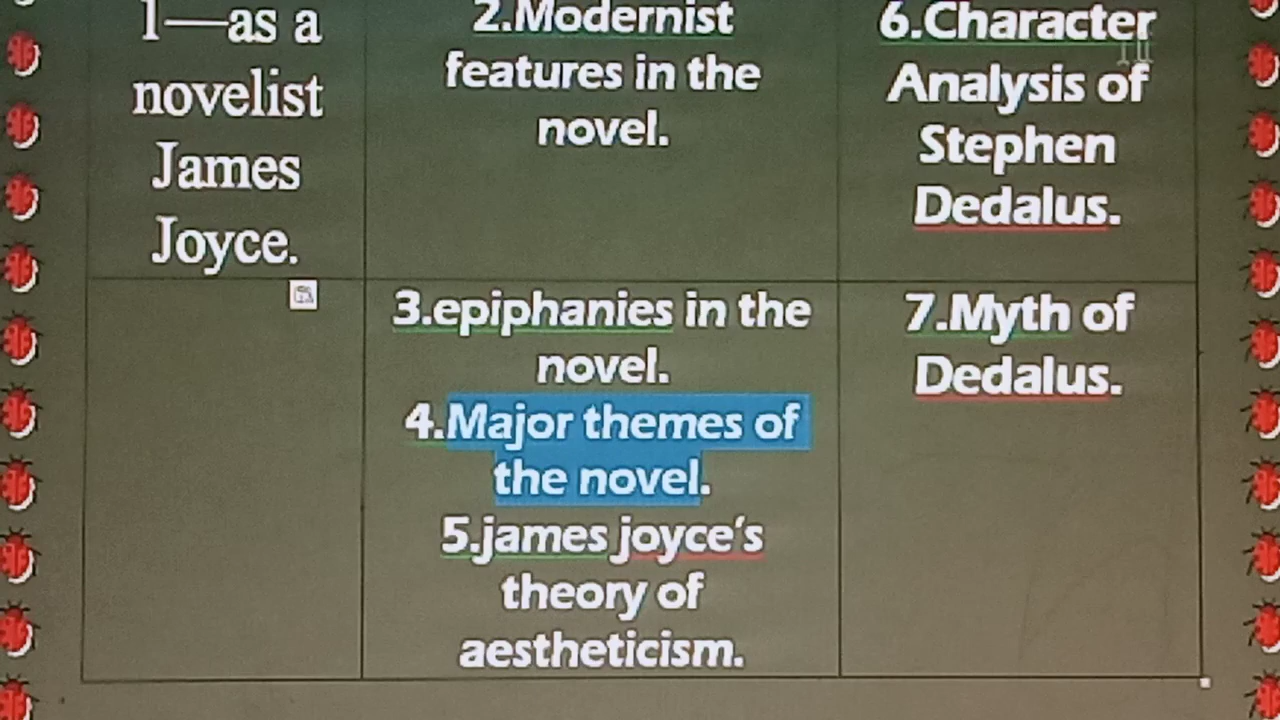 1—as a
novelist
James
Joyce.
2.Modernist
features in the
novel.
6.Character
Analysis of
Stephen
Dedalus.
3.epiphanies in the
novel.
4.Major themes of
the novel.
5.james joyce's
theory of
aestheticism.
7.Myth of
Dedalus.